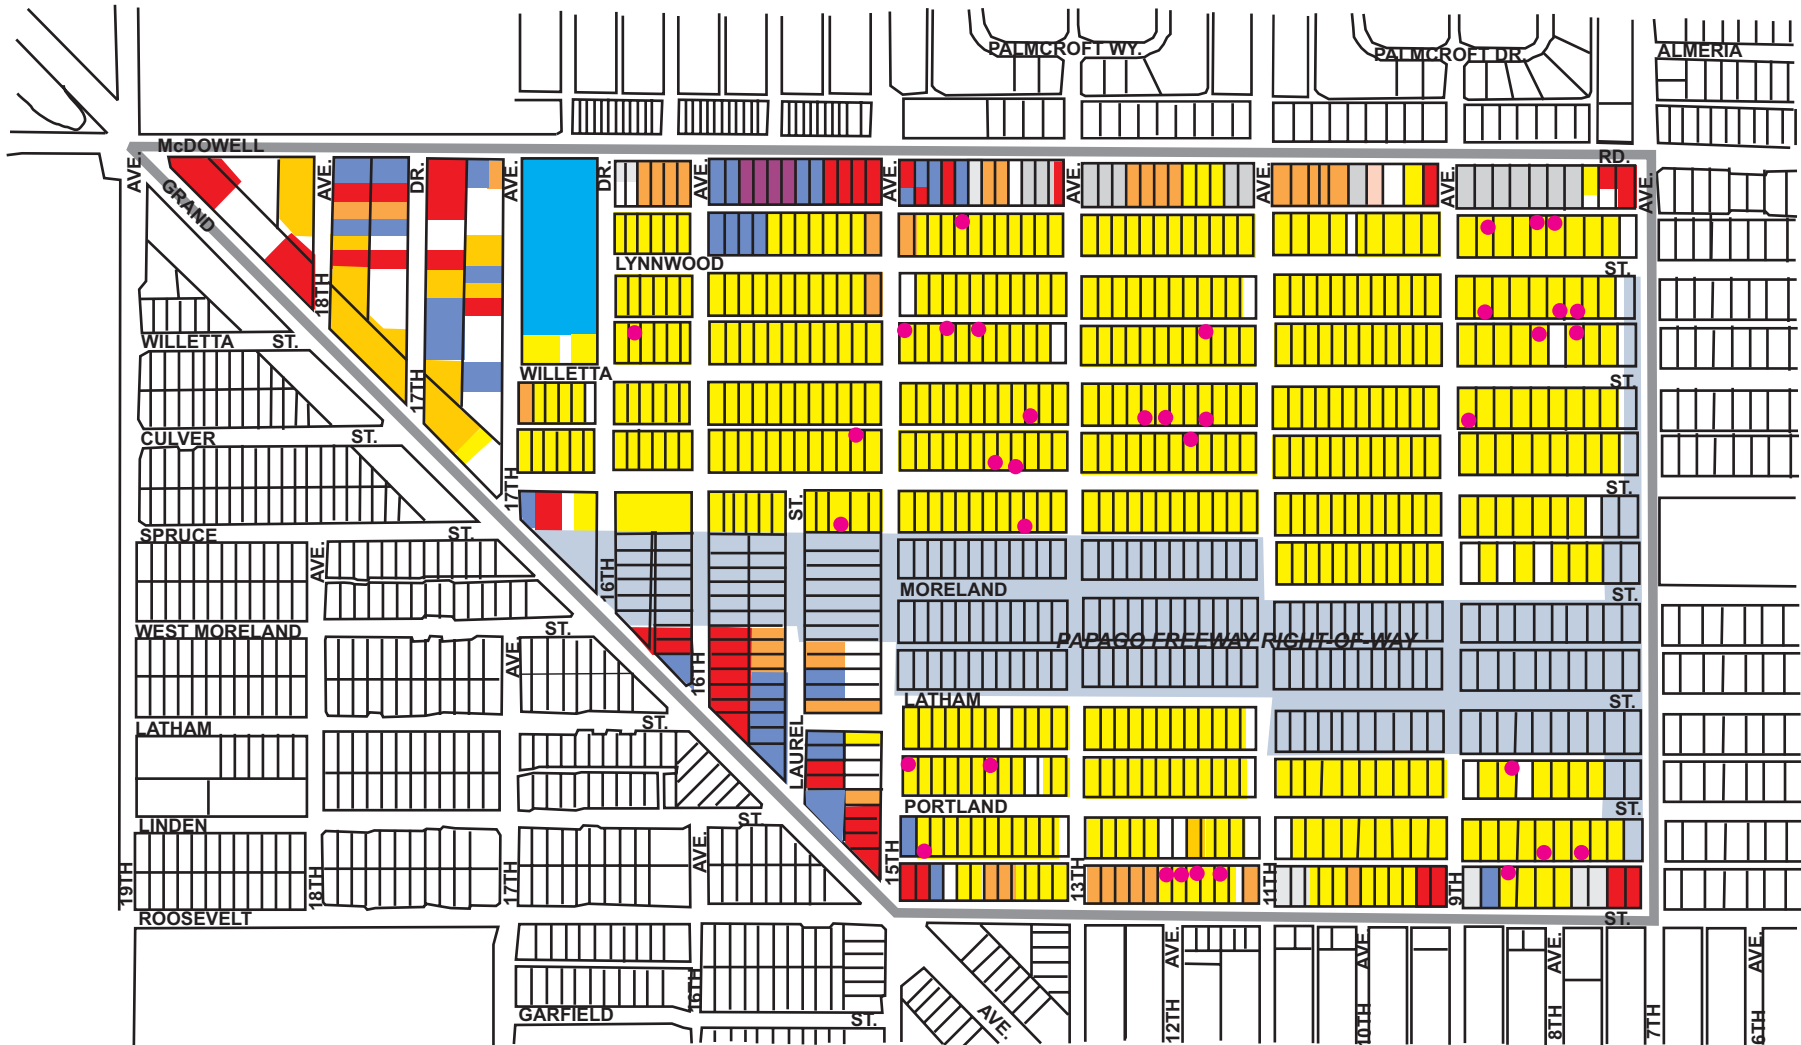 PALMCROFT WY.
PALMCROFT DR.
ALMERIA
McDOWELL
RD.
AVE.
GRAND
AVE.
DR.
AVE.
DR.
AVE.
AVE.
AVE.
AVE.
AVE.
AVE.
LYNNWOOD
ST.
18TH
WILLETTA
ST.
WILLETTA
ST.
17TH
CULVER
ST.
17TH
ST.
ST.
SPRUCE
ST.
AVE.
16TH
MORELAND
ST.
WEST MORELAND
ST.
PAPAGO FREEWAY RIGHT-OF-WAY
AVE.
16TH
LATHAM
ST.
LATHAM
ST.
LAUREL
PORTLAND
ST.
LINDEN
ST.
AVE.
15TH
13TH
11TH
9TH
19TH
18TH
17TH
ROOSEVELT
ST.
AVE.
AVE.
AVE.
AVE.
16TH
GARFIELD
ST.
AVE.
12TH
10TH
8TH
7TH
6TH